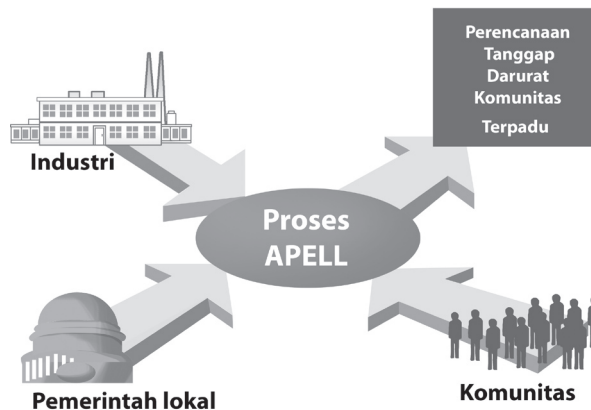 Perencanaan
Tanggap
Darurat
Komunitas
Terpadu
Industri
Proses
APELL
Pemerintah lokal
Komunitas